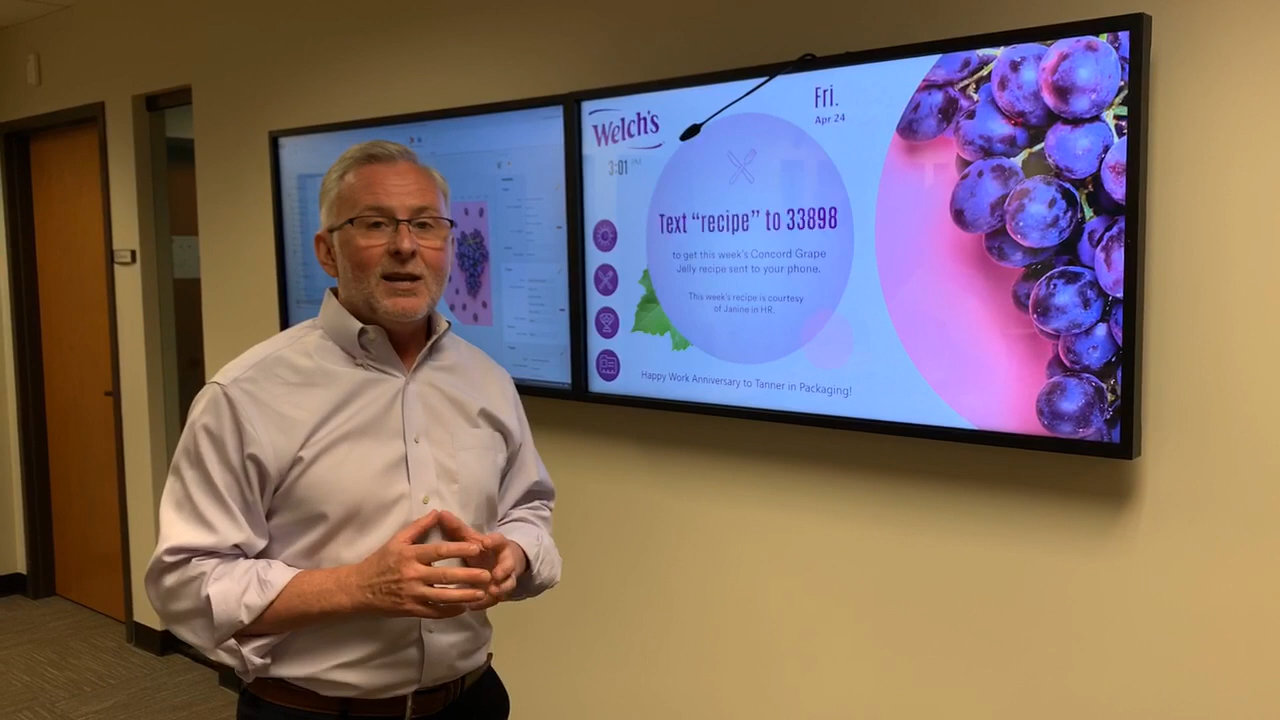 Welch's
Fri.
Apr 24
3:01 PM
Text “recipe” to 33898
to get this week's Concord Grape
Jelly recipe sent to your phone.
This week's recipe is courtesy
of Janine in HR.
Happy Work Anniversary to Tanner in Packaging!